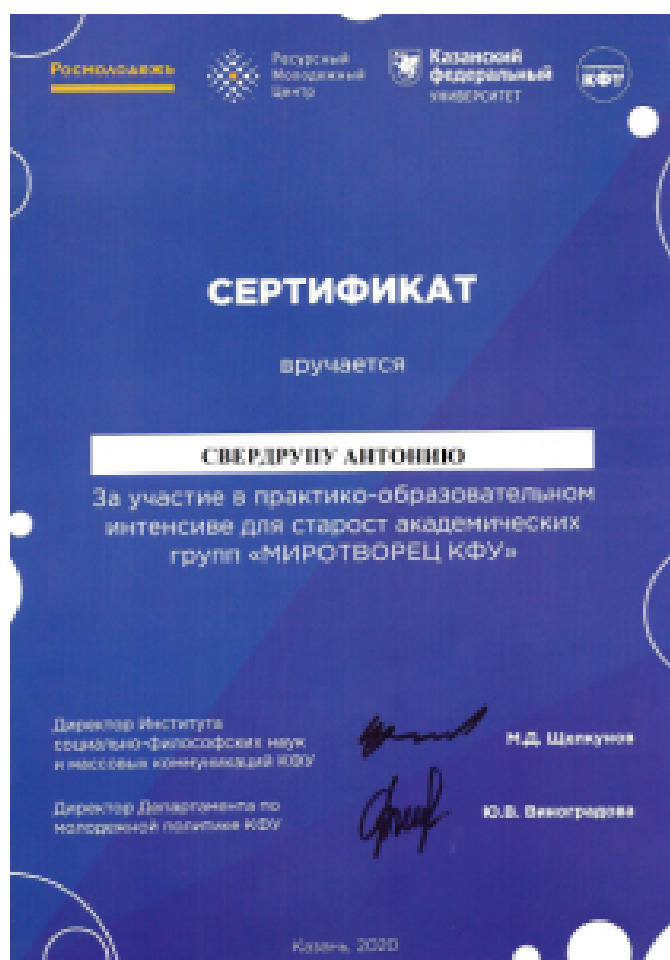 Росмолодежь
Ресурсный
Молодежный
Центр
Казанский
федеральный
УНИВЕРСИТЕТ
КФУ
СЕРТИФИКАТ
вручается
СВЕРДРУПУ АНТОНИЮ
За участие в практико-образовательном
интенсиве для старост академических
групп «МИРОТВОРЕЦ КФУ»
Директор Института
социально-философских наук
и массовых коммуникаций КФУ
М.Д. Щелкунов
Директор Департамента по
молодежной политике КФУ
Ю.В. Виноградова
Казань, 2020